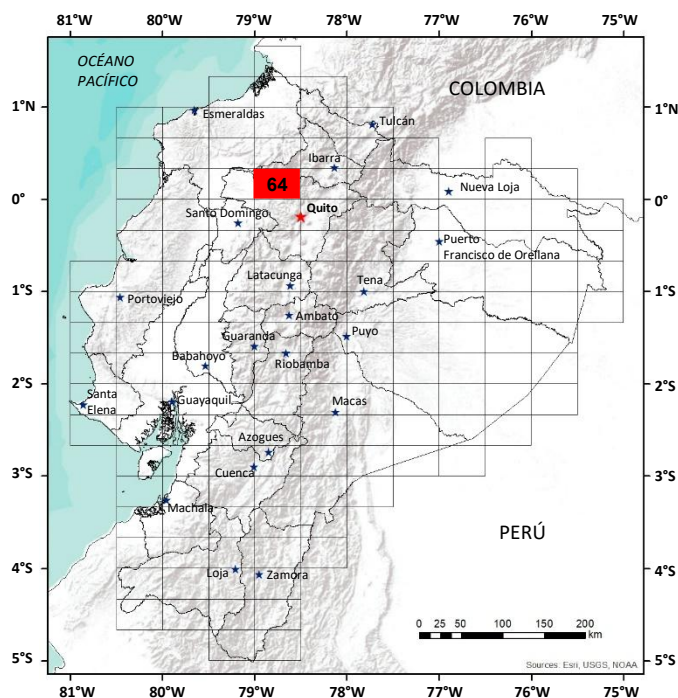 81°W 80°W 79°W 78°W 77°W 76°W 75°W
OCÉANO
PACÍFICO
COLOMBIA
1°N 1°N
Esmeraldas
Tulcán
Ibarra
64
Nueva Loja
0° 0°
Santo Domingo
Quito
Puerto
Francisco de Orellana
Latacunga
Tena
1°S 1°S
Portoviejo
Ambato
Guaranda
Puyo
Babahoyo
Riobamba
2°S 2°S
Santa
Elena
Guayaquil
Macas
Azogues
Cuenca
3°S 3°S
Machala
PERÚ
4°S 4°S
Loja
Zamora
0 25 50 100 150 200
km
5°S 5°S
Sources: Esri, USGS, NOAA
81°W 80°W 79°W 78°W 77°W 76°W 75°W